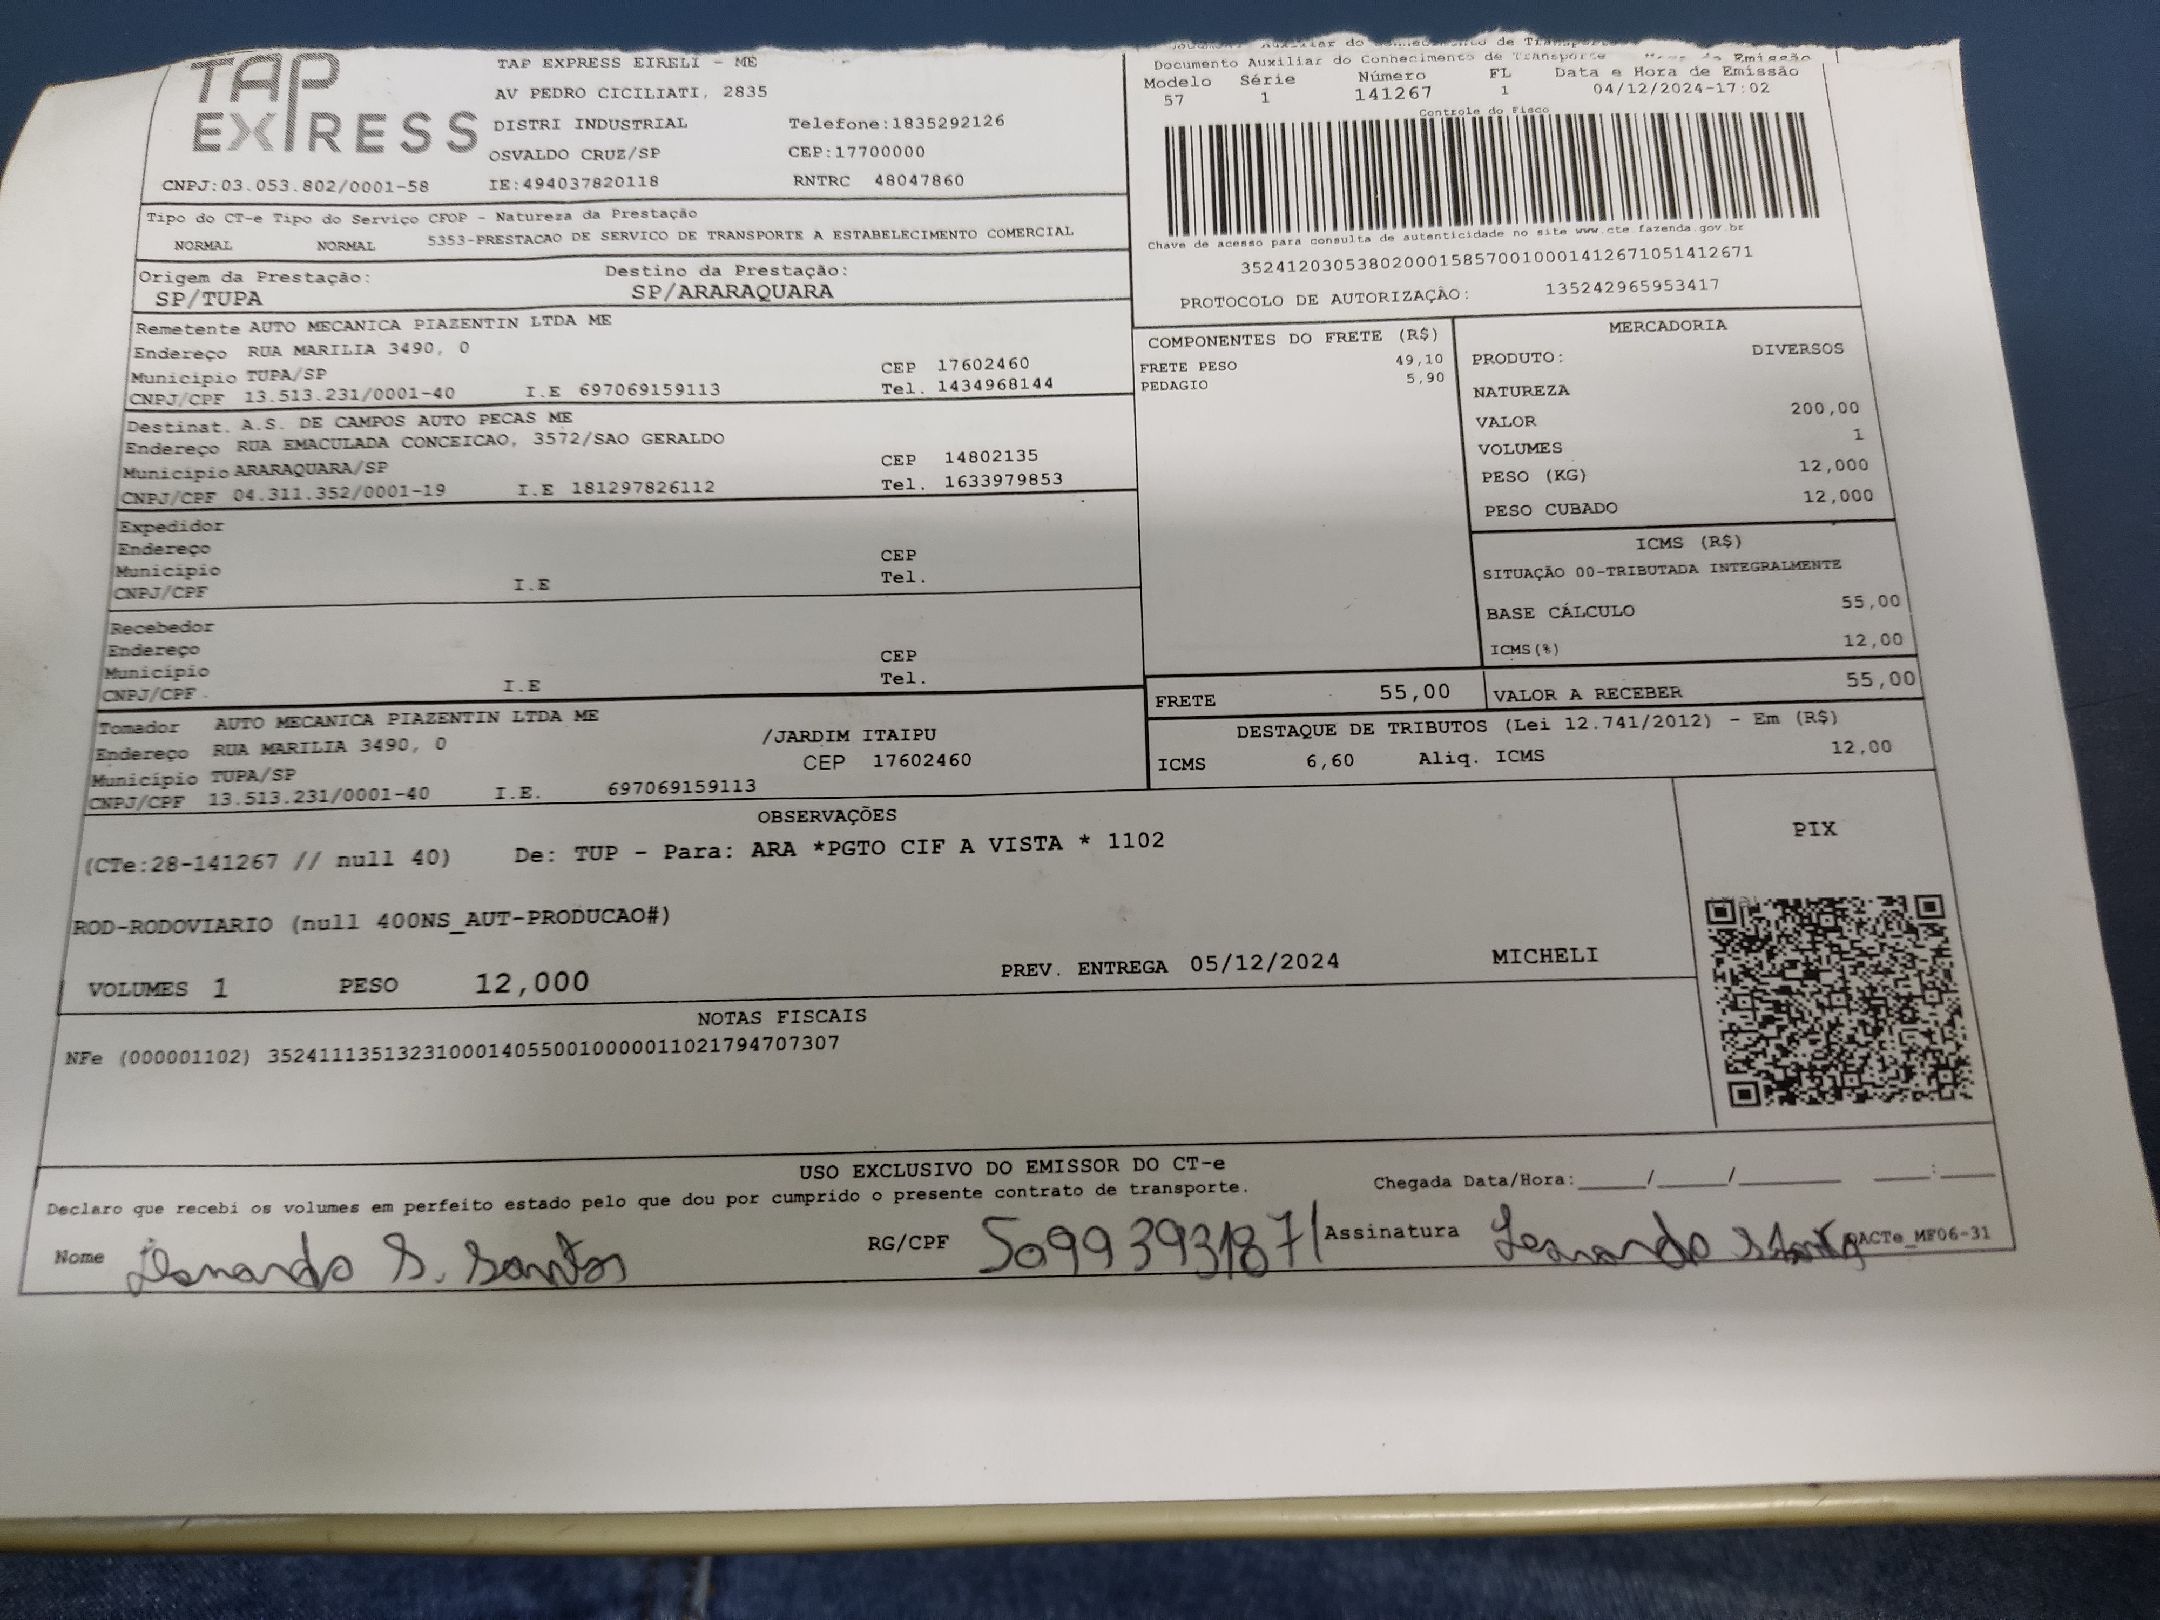 TAP EXPRESS
TAP EXPRESS EIRELI - ME
AV PEDRO CICILIATI, 2835
DISTRI INDUSTRIAL Telefone:1835292126
OSVALDO CRUZ/SP CEP:17700000
CNPJ:03.053.802/0001-58 IE:494037820118 RNTRC 48047860
Documento Auxiliar do Conhecimento de Transporte
Modelo Série Número FL Data e Hora de Emissão
57 1 141267 1 04/12/2024-17:02
Controle do Fisco
Chave de acesso para consulta de autenticidade no site www.cte.fazenda.gov.br
35241203053802000158570010001412671051412671
PROTOCOLO DE AUTORIZAÇÃO: 135242965953417
Tipo do CT-e Tipo do Serviço CFOP - Natureza da Prestação
NORMAL NORMAL 5353-PRESTACAO DE SERVICO DE TRANSPORTE A ESTABELECIMENTO COMERCIAL
Origem da Prestação: Destino da Prestação:
SP/TUPA SP/ARARAQUARA
Remetente AUTO MECANICA PIAZENTIN LTDA ME
Endereço RUA MARILIA 3490, 0
Município TUPA/SP CEP 17602460
CNPJ/CPF 13.513.231/0001-40 I.E 697069159113 Tel. 1434968144
Destinat. A.S. DE CAMPOS AUTO PECAS ME
Endereço RUA EMACULADA CONCEICAO, 3572/SAO GERALDO
Município ARARAQUARA/SP CEP 14802135
CNPJ/CPF 04.311.352/0001-19 I.E 181297826112 Tel. 1633979853
Expedidor
Endereço
Município CEP
CNPJ/CPF I.E Tel.
Recebedor
Endereço
Município CEP
CNPJ/CPF I.E Tel.
Tomador AUTO MECANICA PIAZENTIN LTDA ME
Endereço RUA MARILIA 3490, 0 /JARDIM ITAIPU
Município TUPA/SP CEP 17602460
CNPJ/CPF 13.513.231/0001-40 I.E. 697069159113
COMPONENTES DO FRETE (R$)
FRETE PESO 49,10
PEDAGIO 5,90
MERCADORIA
PRODUTO: DIVERSOS
NATUREZA
VALOR 200,00
VOLUMES 1
PESO (KG) 12,000
PESO CUBADO 12,000
ICMS (R$)
SITUAÇÃO 00-TRIBUTADA INTEGRALMENTE
BASE CÁLCULO 55,00
ICMS(%) 12,00
FRETE 55,00 VALOR A RECEBER 55,00
DESTAQUE DE TRIBUTOS (Lei 12.741/2012) - Em (R$)
ICMS 6,60 Aliq. ICMS 12,00
OBSERVAÇÕES
(CTe:28-141267 // null 40) De: TUP - Para: ARA *PGTO CIF A VISTA * 1102
ROD-RODOVIARIO (null 400NS_AUT-PRODUCAO#)
VOLUMES 1 PESO 12,000 PREV. ENTREGA 05/12/2024 MICHELI
PIX
NOTAS FISCAIS
NFe (000001102) 35241113513231000140550010000011021794707307
USO EXCLUSIVO DO EMISSOR DO CT-e
Declaro que recebi os volumes em perfeito estado pelo que dou por cumprido o presente contrato de transporte. Chegada Data/Hora:_____/_____/________ ____:____
Nome Leonardo S. Santos RG/CPF 50993931871 Assinatura Leonardo S Santos DACTe_MF06-31